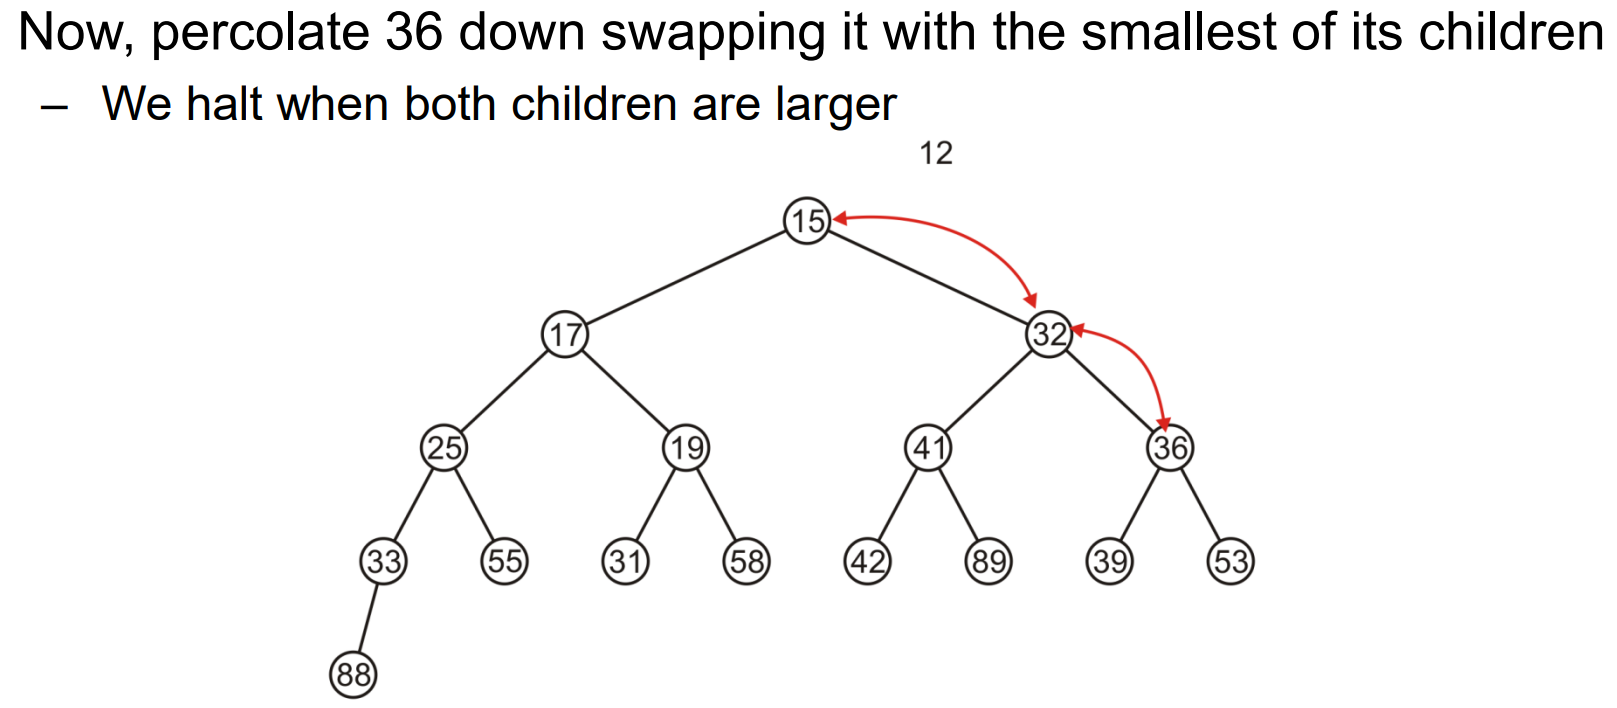 Now, percolate 36 down swapping it with the smallest of its children
– We halt when both children are larger
12
15
17 32
25 19 41 36
33 55 31 58 42 89 39 53
88